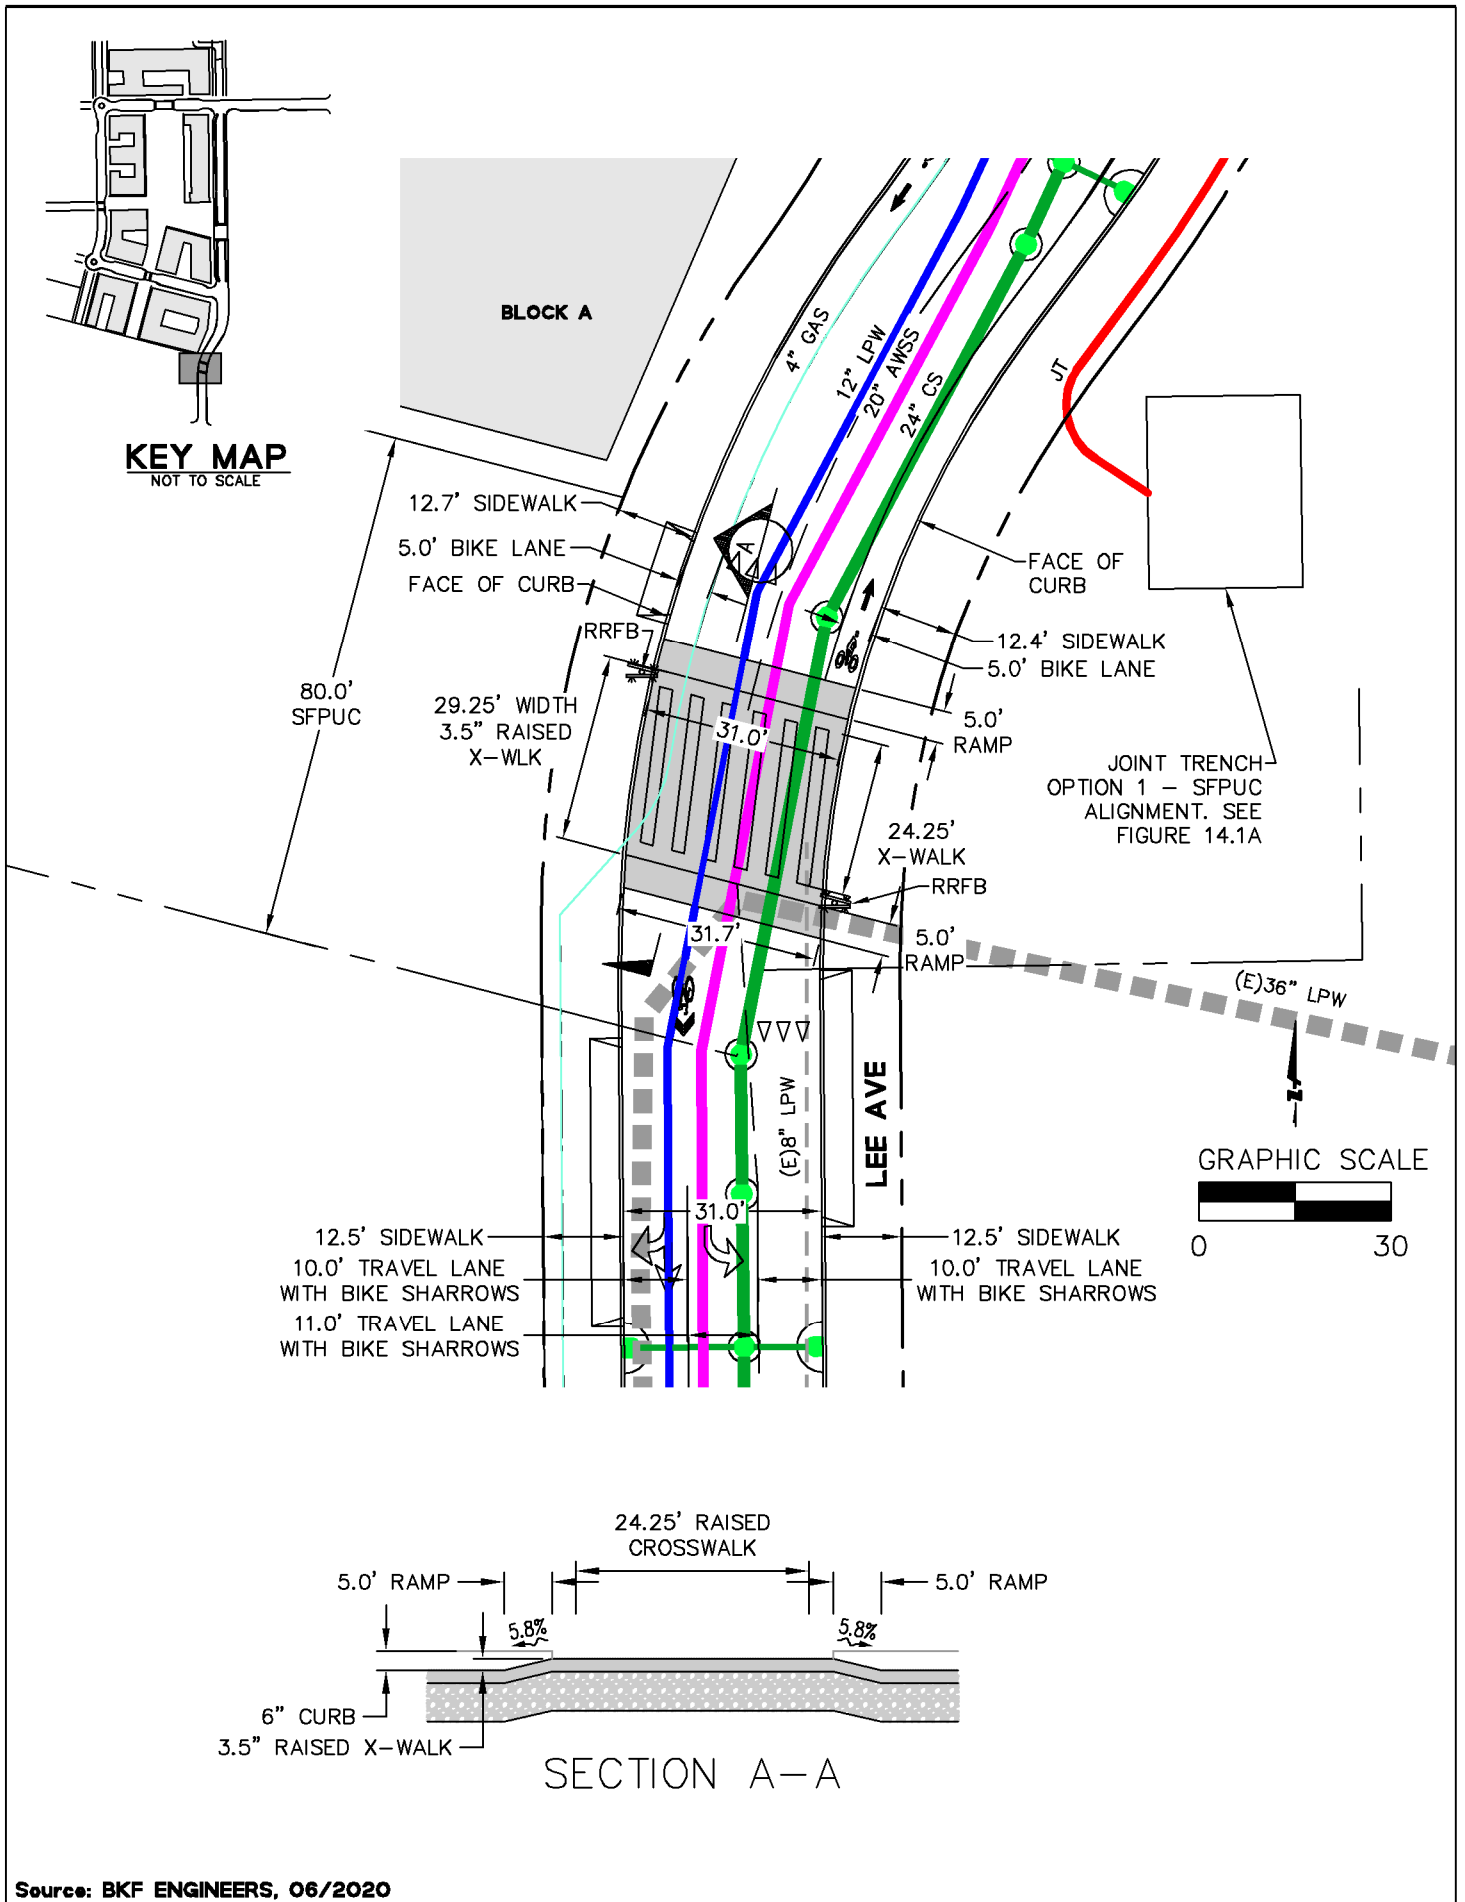 KEY MAP
NOT TO SCALE
BLOCK A
4" GAS
12" LPW
20" AWSS
24" CS
JT
12.7' SIDEWALK
5.0' BIKE LANE
FACE OF CURB
RRFB
A
FACE OF
CURB
12.4' SIDEWALK
5.0' BIKE LANE
80.0'
SFPUC
29.25' WIDTH
3.5" RAISED
X-WLK
31.0'
5.0'
RAMP
JOINT TRENCH
OPTION 1 – SFPUC
ALIGNMENT. SEE
FIGURE 14.1A
24.25'
X-WALK
RRFB
31.7'
5.0'
RAMP
(E)36" LPW
(E)8" LPW
LEE AVE
Z
GRAPHIC SCALE
0 30
31.0'
12.5' SIDEWALK
10.0' TRAVEL LANE
WITH BIKE SHARROWS
11.0' TRAVEL LANE
WITH BIKE SHARROWS
12.5' SIDEWALK
10.0' TRAVEL LANE
WITH BIKE SHARROWS
24.25' RAISED
CROSSWALK
5.0' RAMP
5.0' RAMP
5.8%
5.8%
6" CURB
3.5" RAISED X-WALK
SECTION A-A
Source: BKF ENGINEERS, 06/2020